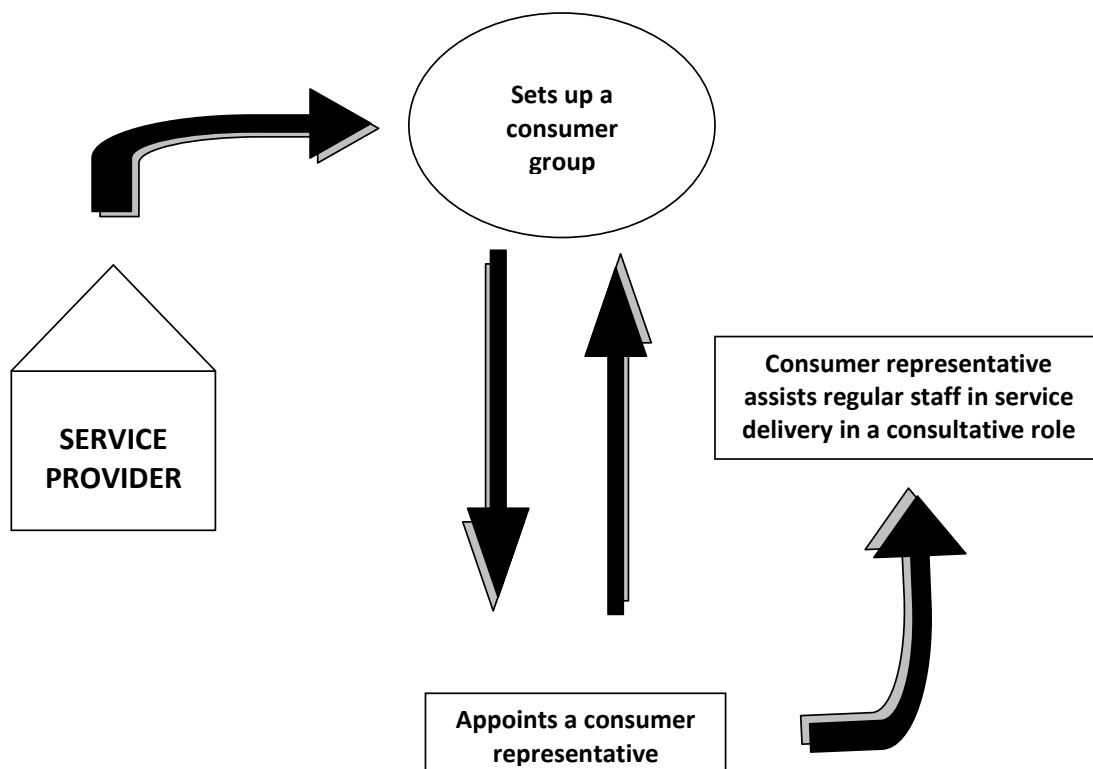 Sets up a
consumer
group
Consumer representative
assists regular staff in service
delivery in a consultative role
SERVICE
PROVIDER
Appoints a consumer
representative